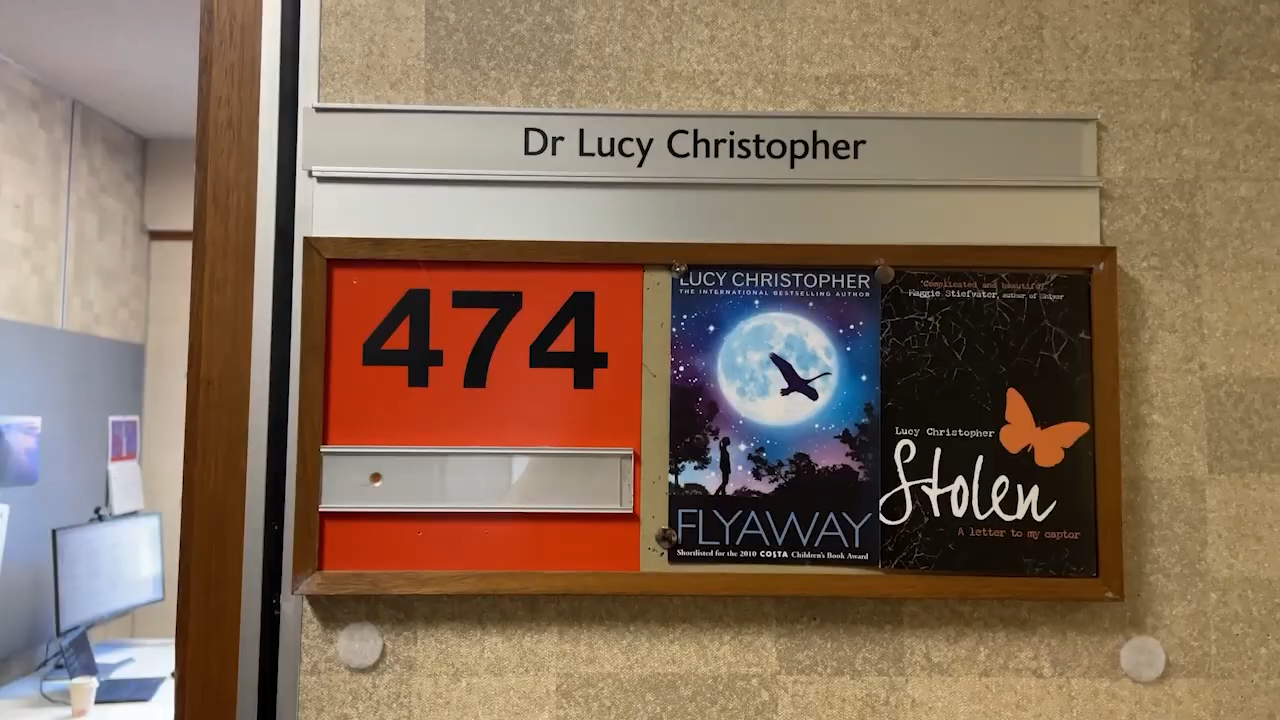 Dr Lucy Christopher
474
LUCY CHRISTOPHER
THE INTERNATIONAL BESTSELLING AUTHOR
FLYAWAY
Shortlisted for the 2010 COSTA Children's Book Award
"Complicated and beautiful."
Maggie Stiefvater, author of Shiver
Lucy Christopher
Stolen
A letter to my captor